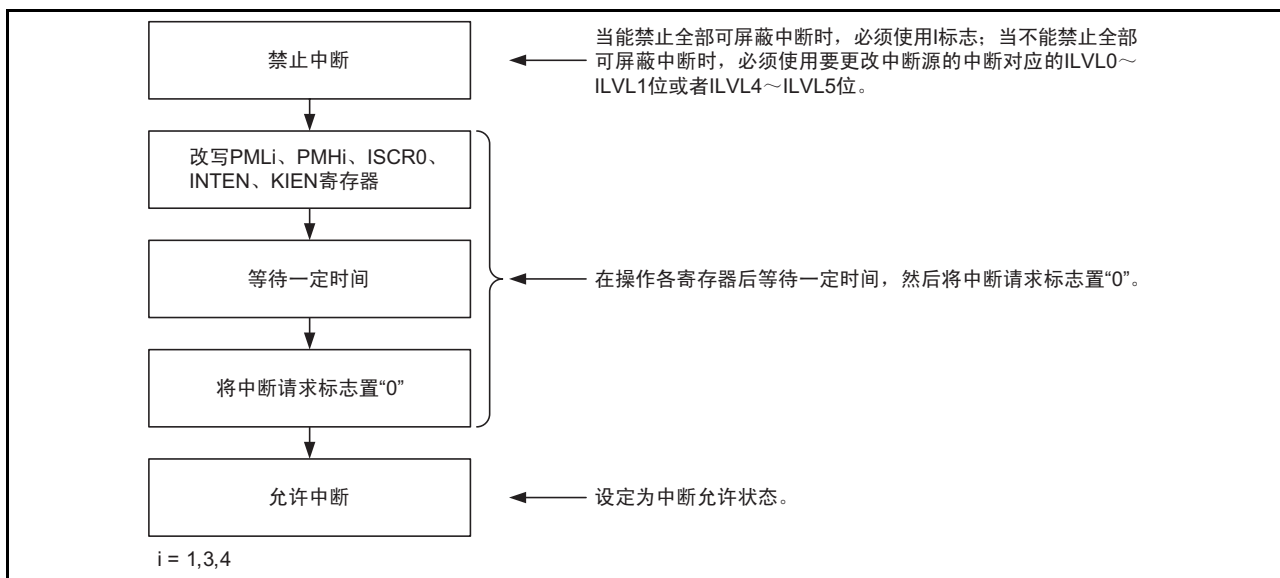 禁止中断
当能禁止全部可屏蔽中断时，必须使用I标志；当不能禁止全部
可屏蔽中断时，必须使用要更改中断源的中断对应的ILVL0～
ILVL1位或者ILVL4～ILVL5位。
改写PMLi、PMHi、ISCR0、
INTEN、KIEN寄存器
等待一定时间
在操作各寄存器后等待一定时间，然后将中断请求标志置“0”。
将中断请求标志置“0”
允许中断
设定为中断允许状态。
i = 1,3,4